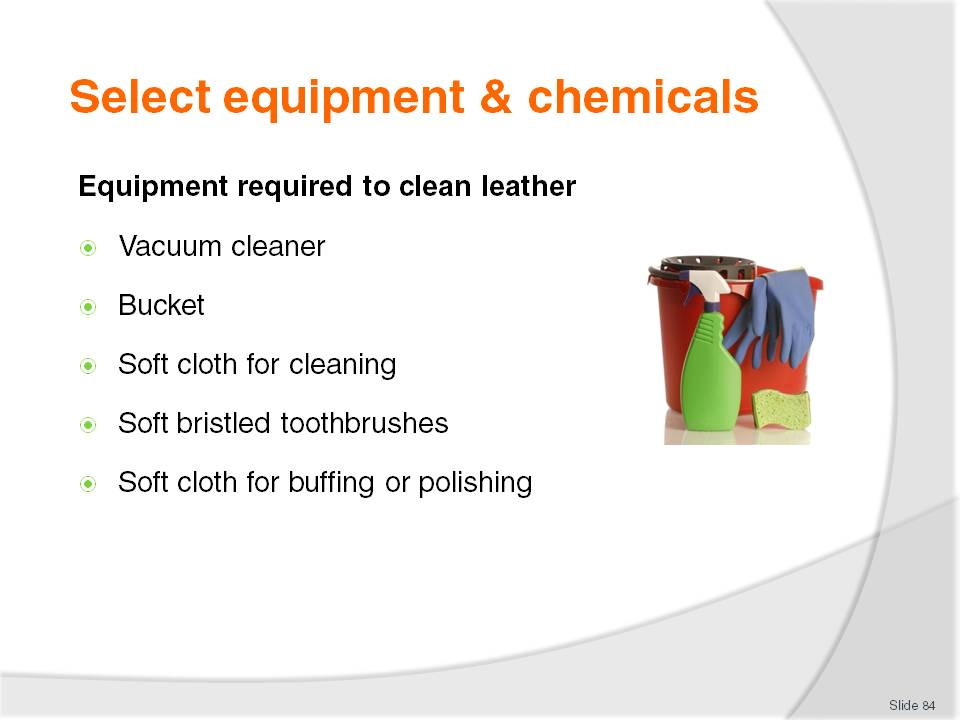 Select equipment & chemicals
Equipment required to clean leather
Vacuum cleaner
Bucket
Soft cloth for cleaning
Soft bristled toothbrushes
Soft cloth for buffing or polishing
Slide 84